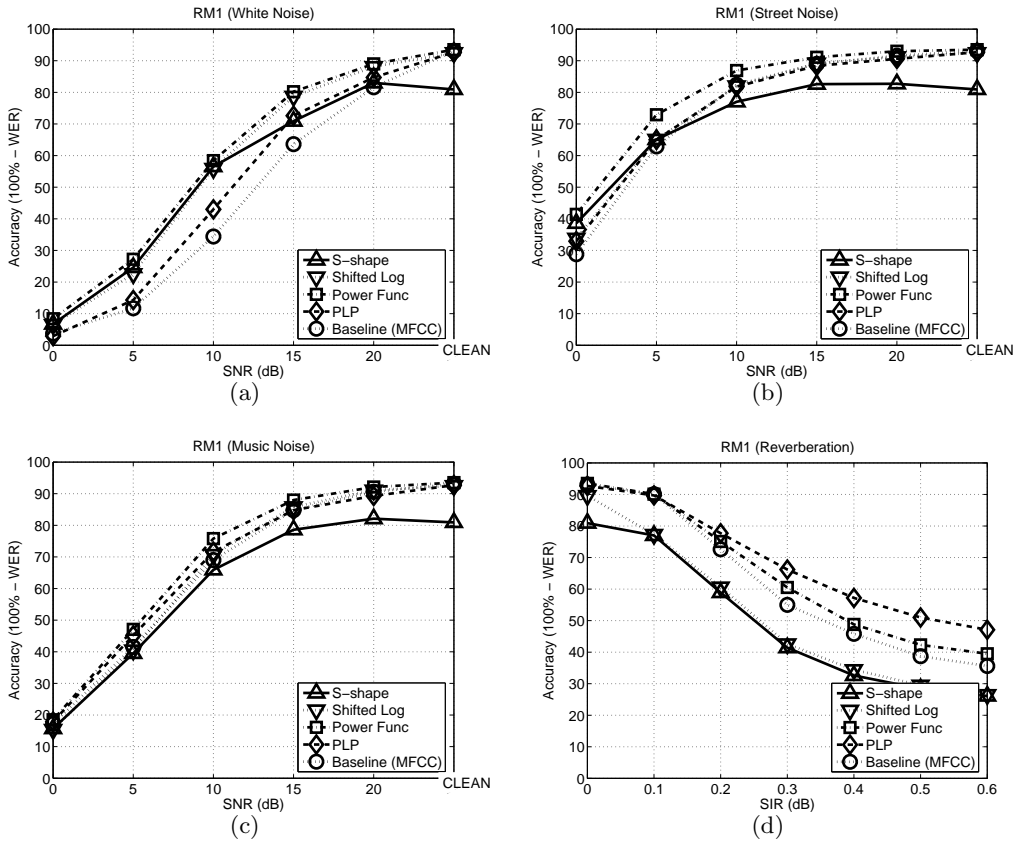 RM1 (White Noise)
100
90
80
70
60
50
40
30
20
10
0
Accuracy (100% − WER)
S−shape
Shifted Log
Power Func
PLP
Baseline (MFCC)
0 5 10 15 20 CLEAN
SNR (dB)
(a)
RM1 (Street Noise)
100
90
80
70
60
50
40
30
20
10
0
Accuracy (100% − WER)
S−shape
Shifted Log
Power Func
PLP
Baseline (MFCC)
0 5 10 15 20 CLEAN
SNR (dB)
(b)
RM1 (Music Noise)
100
90
80
70
60
50
40
30
20
10
0
Accuracy (100% − WER)
S−shape
Shifted Log
Power Func
PLP
Baseline (MFCC)
0 5 10 15 20 CLEAN
SNR (dB)
(c)
RM1 (Reverberation)
100
90
80
70
60
50
40
30
20
10
0
Accuracy (100% − WER)
S−shape
Shifted Log
Power Func
PLP
Baseline (MFCC)
0 0.1 0.2 0.3 0.4 0.5 0.6
SIR (dB)
(d)